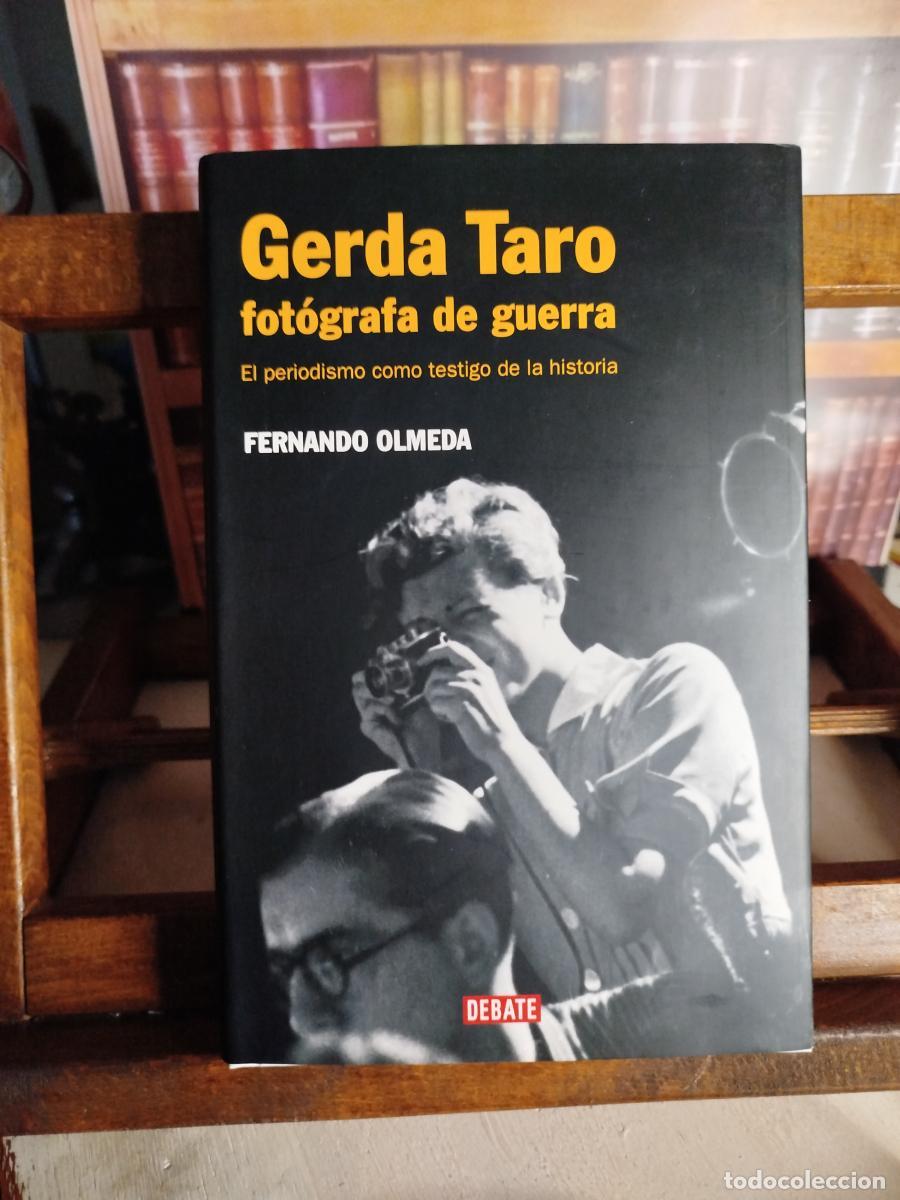 Gerda Taro
fotógrafa de guerra
El periodismo como testigo de la historia
FERNANDO OLMEDA
DEBATE
todocoleccion